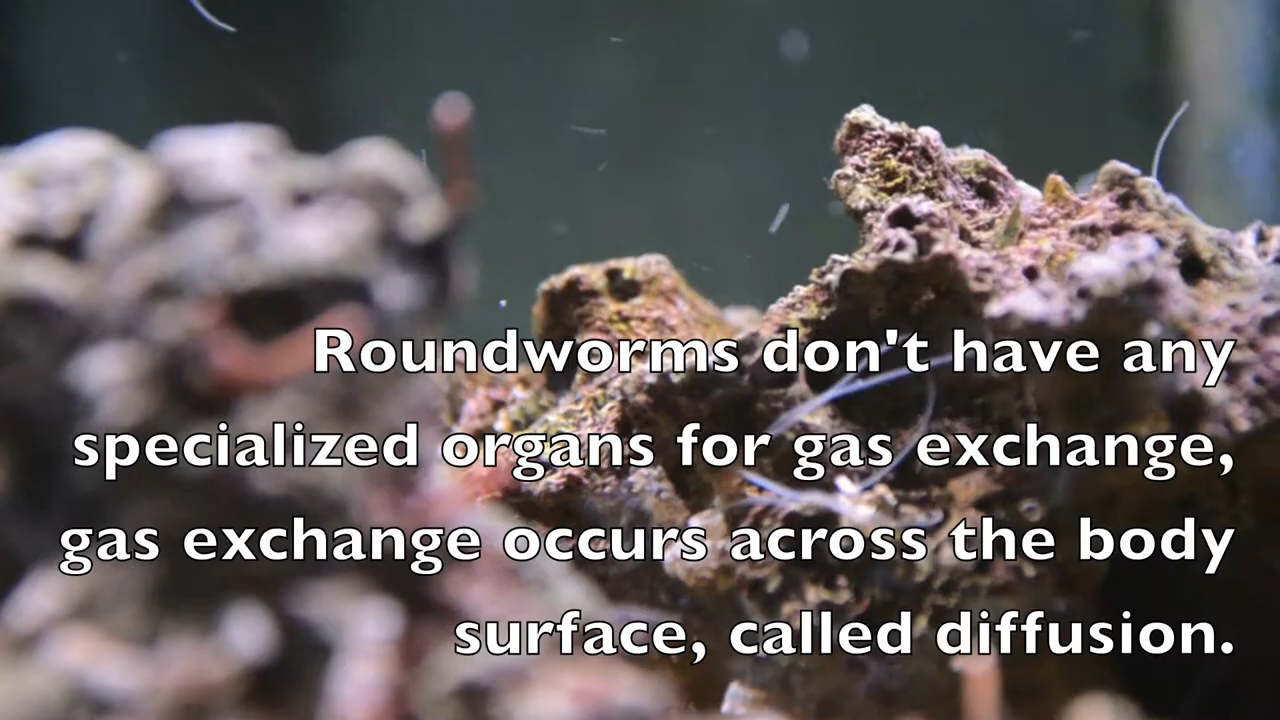 Roundworms don't have any
specialized organs for gas exchange,
gas exchange occurs across the body
surface, called diffusion.